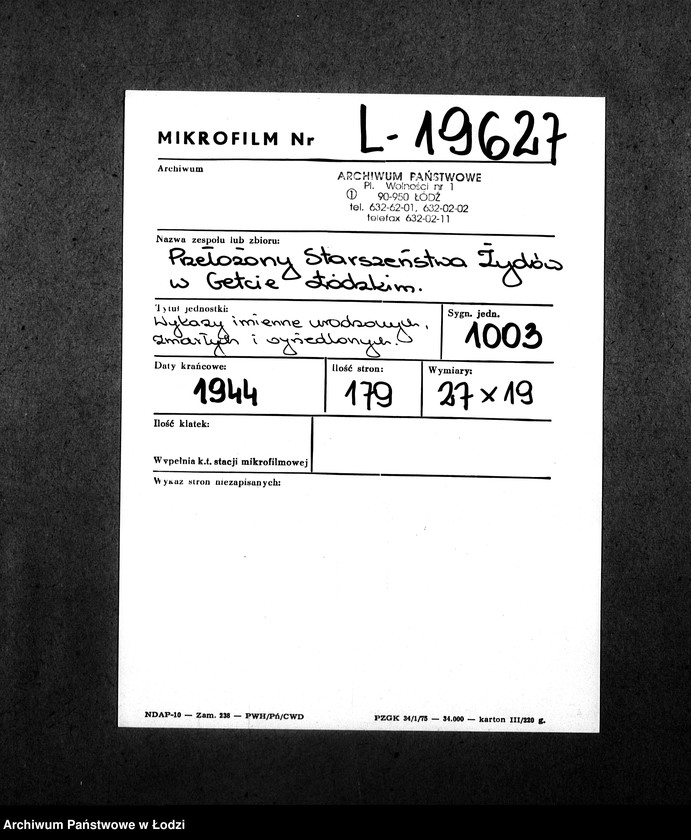 MIKROFILM Nr L-19627
Archiwum
ARCHIWUM PAŃSTWOWE
Pl. Wolności nr 1
① 90-950 ŁÓDŹ
tel. 632-62-01, 632-02-02
telefax 632-02-11
Nazwa zespołu lub zbioru:
Przełożony Starszeństwa Żydów
w Getcie Łódzkim.
Tytuł jednostki:
Wykazy imienne urodzonych,
zmarłych i wysiedlonych.
Sygn. jedn.
1003
Daty krańcowe:
1944
Ilość stron:
179
Wymiary:
27 × 19
Ilość klatek:
Wypełnia k.t. stacji mikrofilmowej
Wykaz stron niezapisanych:
NDAP-10 — Zam. 238 — PWH/Pń/CWD
PZGK 34/1/75 — 34.000 — karton III/220 g.
Archiwum Państwowe w Łodzi